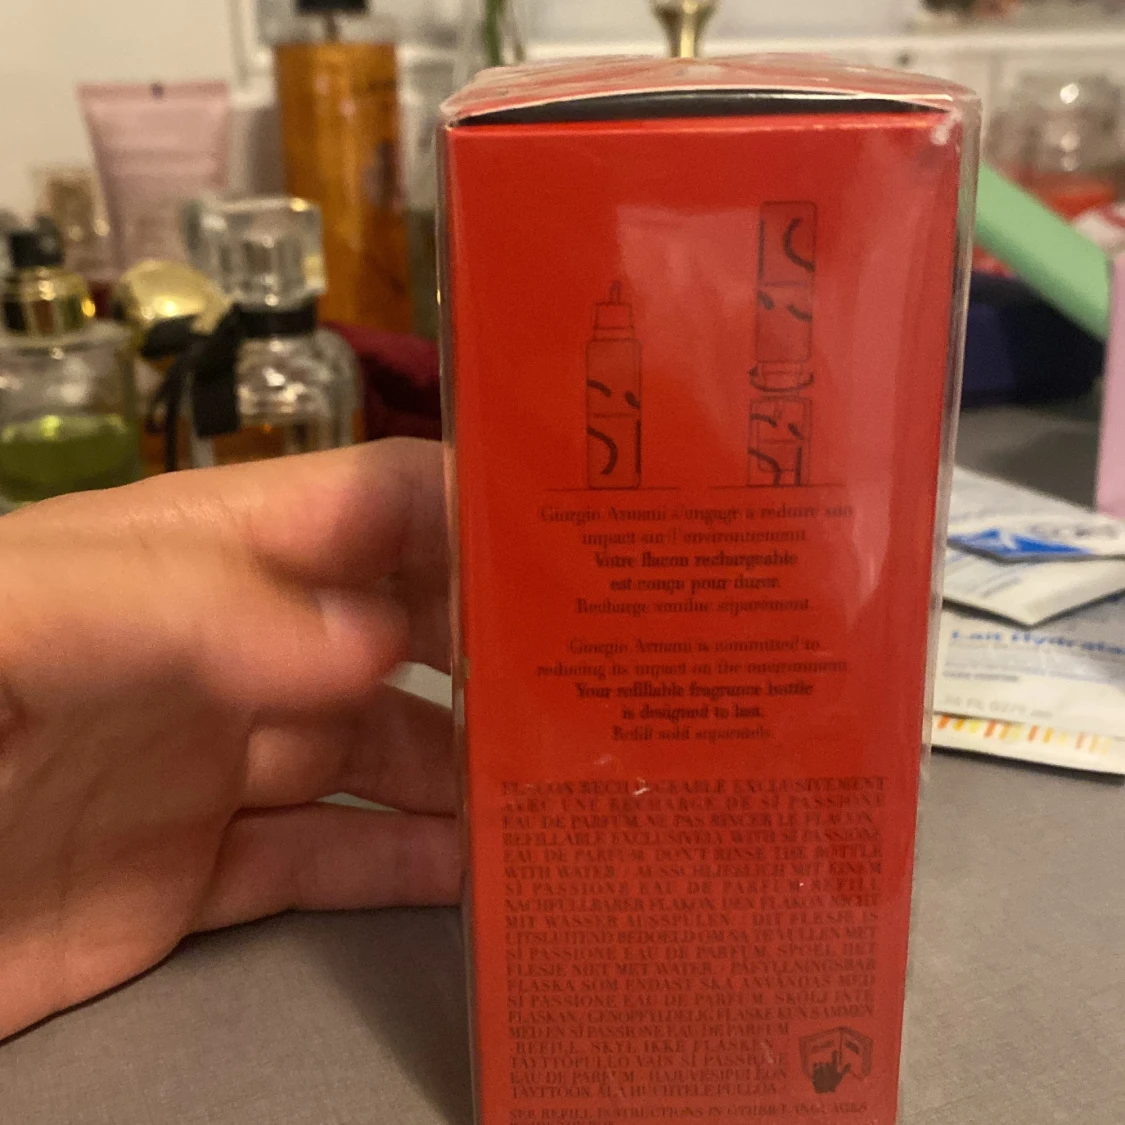 Giorgio Armani s'engage à réduire son
impact sur l'environnement.
Votre flacon rechargeable
est conçu pour durer.
Recharge vendue séparément.
Giorgio Armani is committed to
reducing its impact on the environment.
Your refillable fragrance bottle
is designed to last.
Refill sold separately.
FLACON RECHARGEABLE EXCLUSIVEMENT
AVEC UNE RECHARGE DE SÌ PASSIONE
EAU DE PARFUM. NE PAS RINCER LE FLACON.
REFILLABLE EXCLUSIVELY WITH SÌ PASSIONE
EAU DE PARFUM. DON'T RINSE THE BOTTLE
WITH WATER. / AUSSCHLIEßLICH MIT EINEM
SÌ PASSIONE EAU DE PARFUM REFILL
NACHFÜLLBARER FLAKON. DEN FLAKON NICHT
MIT WASSER AUSSPÜLEN. / DIT FLESJE IS
UITSLUITEND BEDOELD OM NA TE VULLEN MET
SÌ PASSIONE EAU DE PARFUM. SPOEL HET
FLESJE NIET MET WATER. / PÅFYLLNINGSBAR
FLASKA SOM ENDAST SKA ANVÄNDAS MED
SÌ PASSIONE EAU DE PARFUM. SKÖLJ INTE
FLASKAN. / GENOPFYLDELIG FLASKE KUN SAMMEN
MED EN SÌ PASSIONE EAU DE PARFUM
REFILL. SKYL IKKE FLASKEN
TÄYTTÖPULLO VAIN SÌ PASSIONE
EAU DE PARFUM -HAJUVESIPULLON
TÄYTTÖÖN. ÄLÄ HUUHTELE PULLOA.
SEE REFILL INSTRUCTIONS IN OTHER LANGUAGES
Lait Hydrata